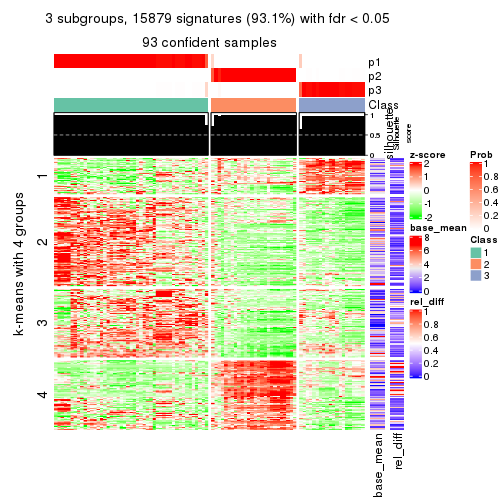 3 subgroups, 15879 signatures (93.1%) with fdr < 0.05
93 confident samples
p1
p2
p3
Class
1
0.5
0
silhouette
Silhouette
score
k-means with 4 groups
1
2
3
4
base_mean
rel_diff
z-score
2
1
0
-1
-2
base_mean
8
6
4
2
0
rel_diff
1
0.8
0.6
0.4
0.2
0
Prob
1
0.8
0.6
0.4
0.2
0
Class
1
2
3